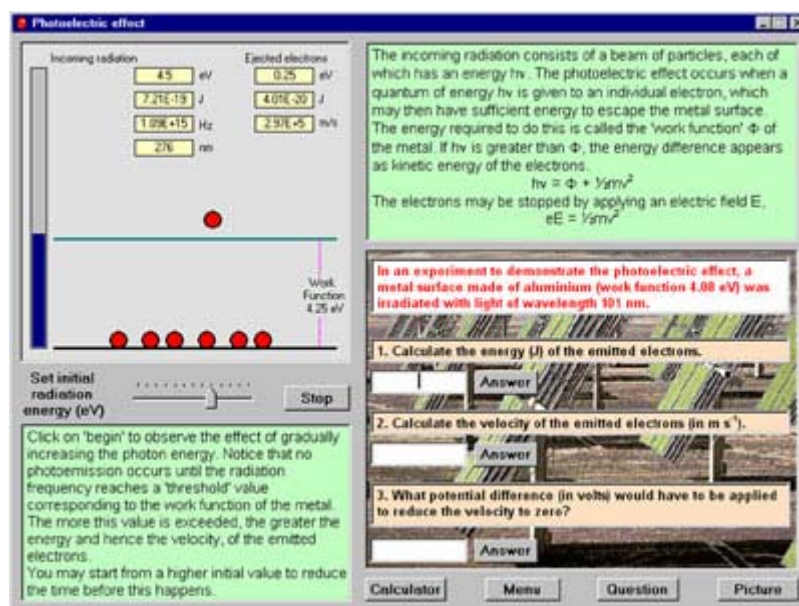 Photoelectric effect
Incoming radiation
Ejected electrons
4.5 eV
0.25 eV
7.21E-19 J
4.01E-20 J
1.09E+15 Hz
2.97E+5 m/s
276 nm
Work
Function
4.25 eV
Set initial
radiation
energy (eV)
Stop
Click on 'begin' to observe the effect of gradually
increasing the photon energy. Notice that no
photoemission occurs until the radiation
frequency reaches a 'threshold' value
corresponding to the work function of the metal.
The more this value is exceeded, the greater the
energy and hence the velocity, of the emitted
electrons.
You may start from a higher initial value to reduce
the time before this happens.
The incoming radiation consists of a beam of particles, each of
which has an energy hν. The photoelectric effect occurs when a
quantum of energy hν is given to an individual electron, which
may then have sufficient energy to escape the metal surface.
The energy required to do this is called the 'work function' Φ of
the metal. If hν is greater than Φ, the energy difference appears
as kinetic energy of the electrons.
hν = Φ + ½mv²
The electrons may be stopped by applying an electric field E,
eE = ½mv²
In an experiment to demonstrate the photoelectric effect, a
metal surface made of aluminium (work function 4.08 eV) was
irradiated with light of wavelength 101 nm.
1. Calculate the energy (J) of the emitted electrons.
Answer
2. Calculate the velocity of the emitted electrons (in m s⁻¹).
Answer
3. What potential difference (in volts) would have to be applied
to reduce the velocity to zero?
Answer
Calculator
Menu
Question
Picture